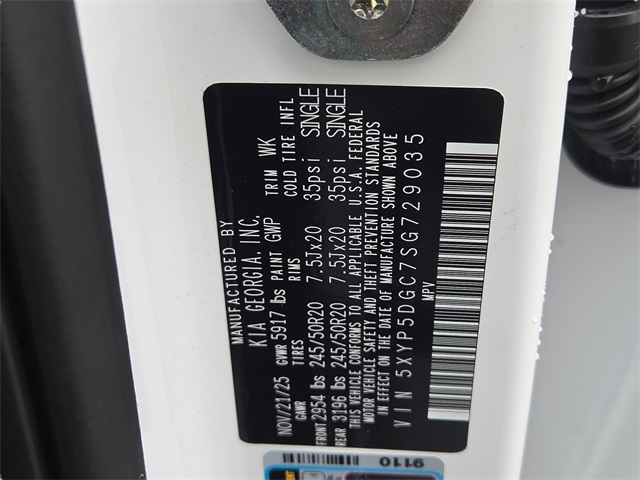 MANUFACTURED BY
KIA GEORGIA, INC.
NOV/21/25 GVWR 5917 lbs PAINT GWP TRIM WK
GAWR TIRES RIMS COLD TIRE INFL
FRONT 2954 lbs 245/50R20 7.5Jx20 35psi SINGLE
REAR 3196 lbs 245/50R20 7.5Jx20 35psi SINGLE
THIS VEHICLE CONFORMS TO ALL APPLICABLE U.S.A. FEDERAL
MOTOR VEHICLE SAFETY AND THEFT PREVENTION STANDARDS
IN EFFECT ON THE DATE OF MANUFACTURE SHOWN ABOVE
VIN 5XYP5DGC7SG729035
MPV
9110